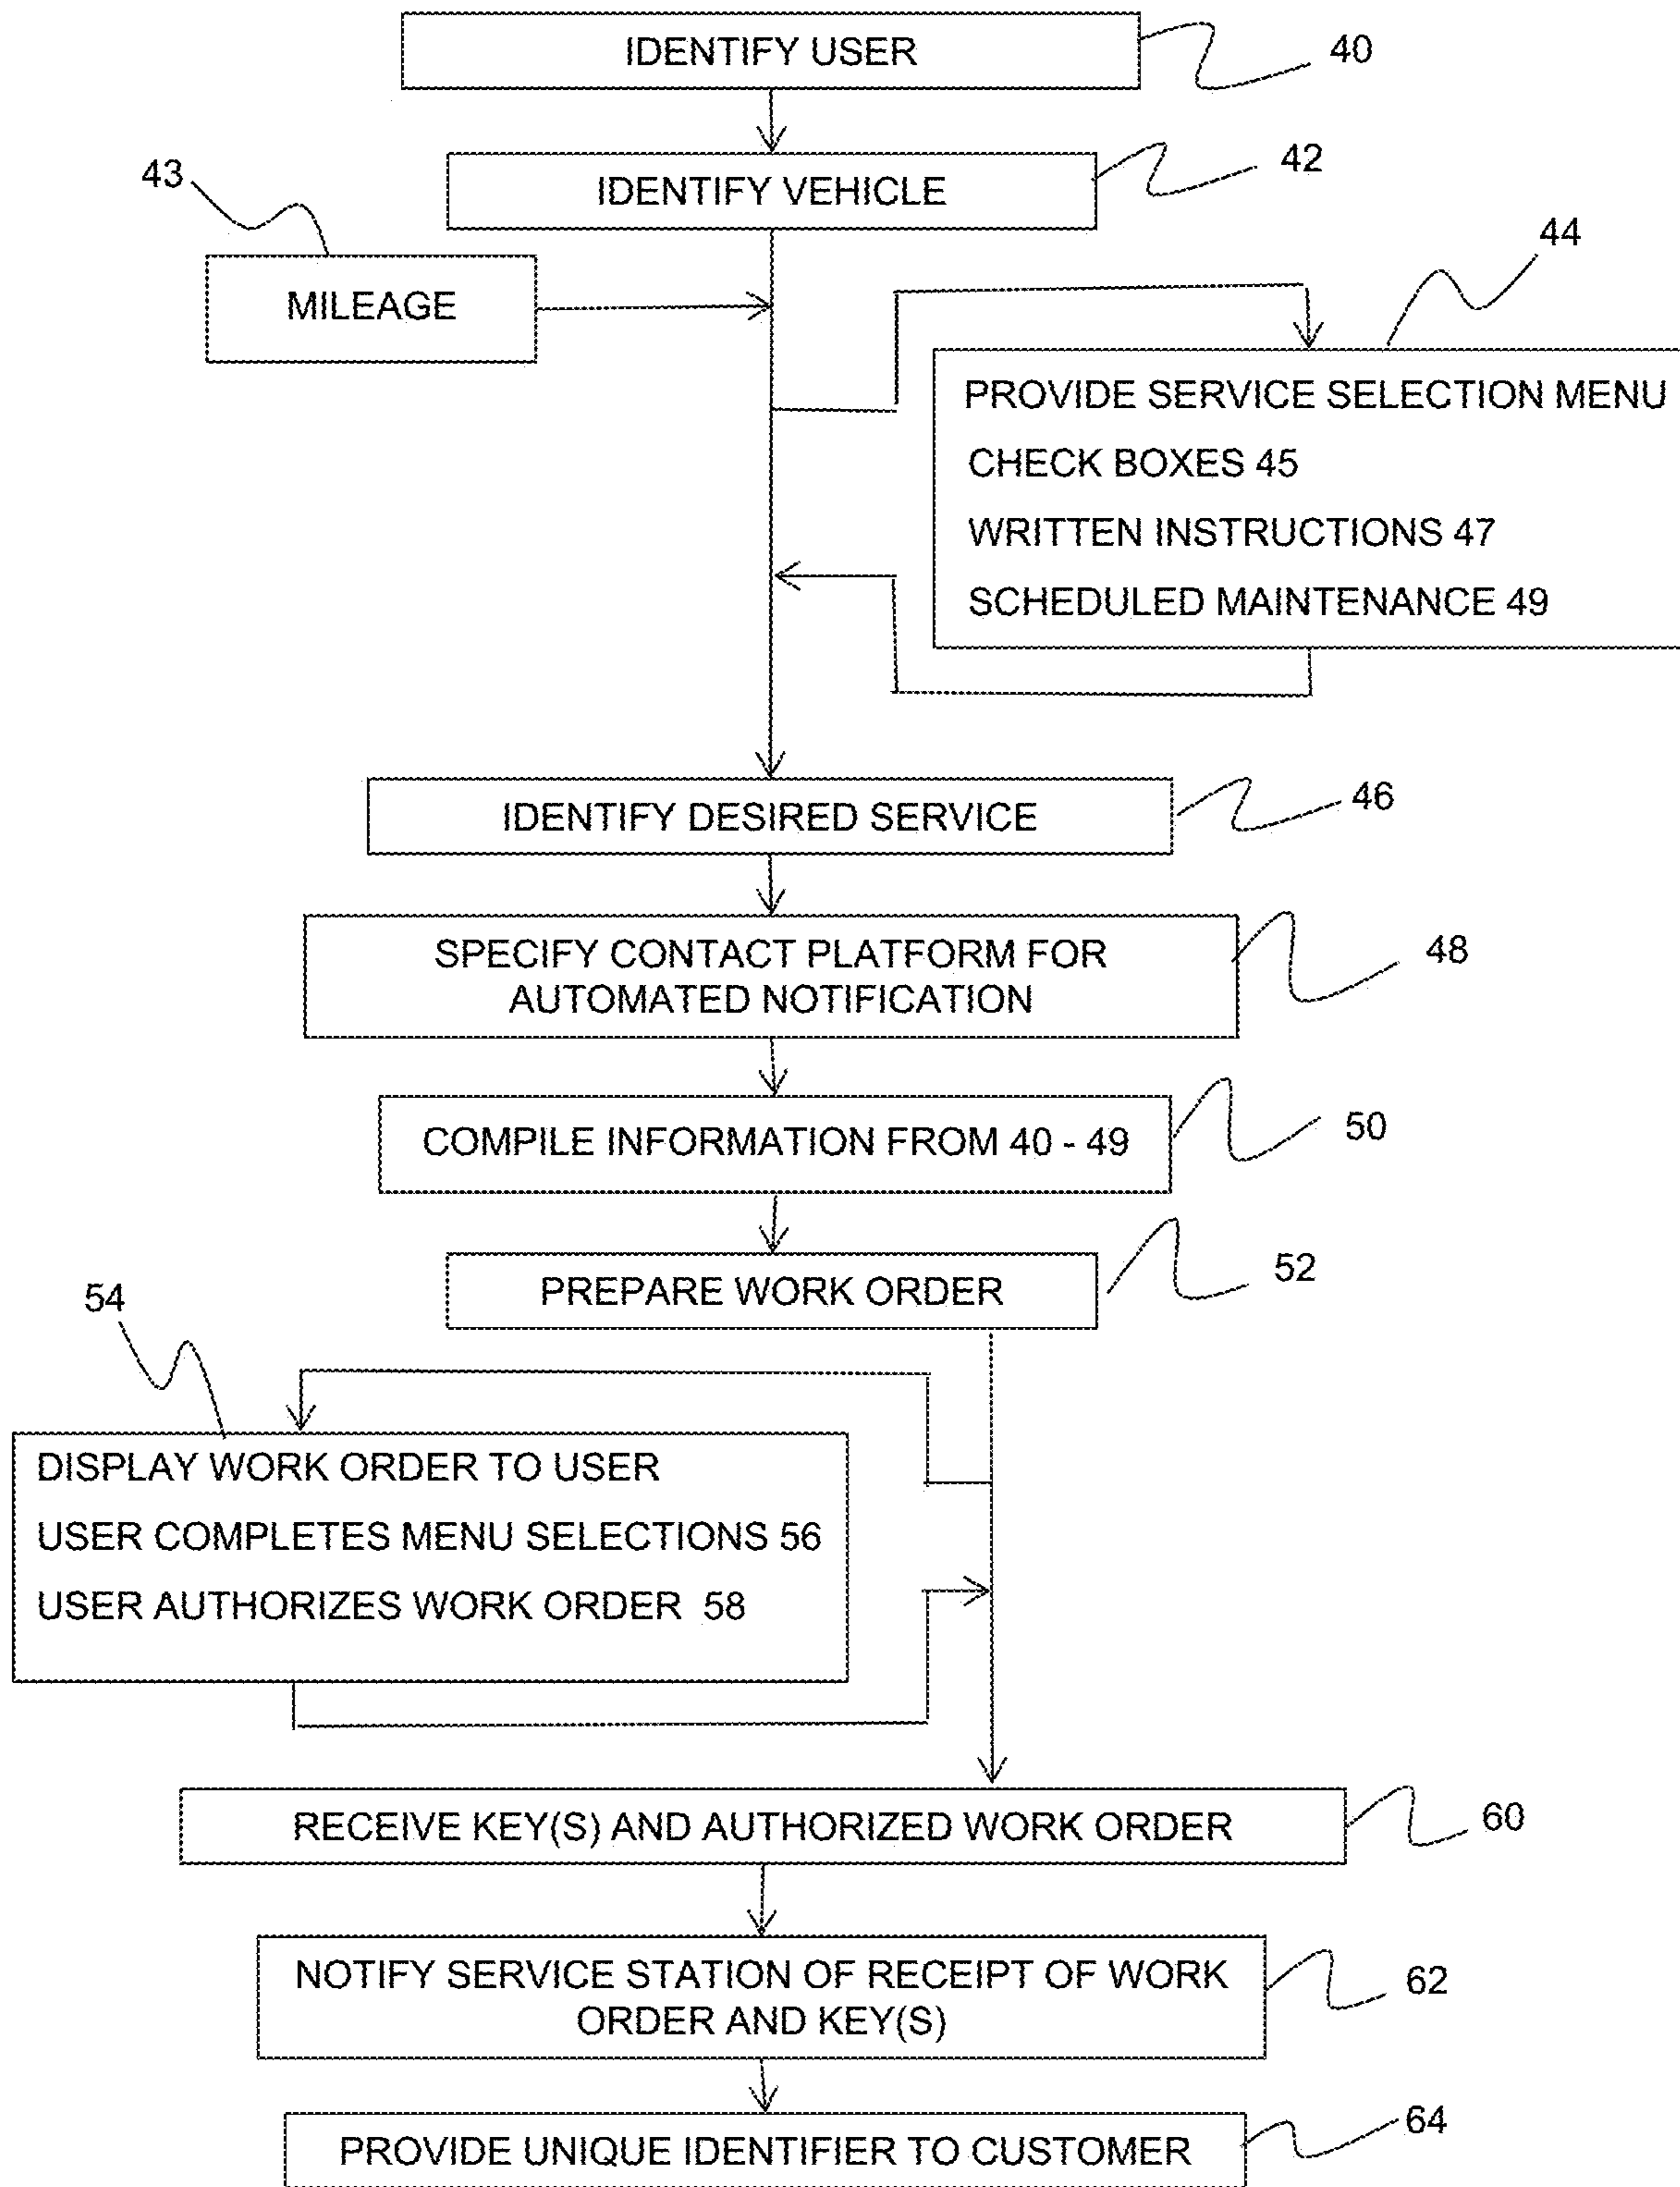 IDENTIFY USER
40
IDENTIFY VEHICLE
42
43
MILEAGE
44
PROVIDE SERVICE SELECTION MENU
CHECK BOXES 45
WRITTEN INSTRUCTIONS 47
SCHEDULED MAINTENANCE 49
IDENTIFY DESIRED SERVICE
46
SPECIFY CONTACT PLATFORM FOR
AUTOMATED NOTIFICATION
48
COMPILE INFORMATION FROM 40 - 49
50
PREPARE WORK ORDER
52
54
DISPLAY WORK ORDER TO USER
USER COMPLETES MENU SELECTIONS 56
USER AUTHORIZES WORK ORDER 58
RECEIVE KEY(S) AND AUTHORIZED WORK ORDER
60
NOTIFY SERVICE STATION OF RECEIPT OF WORK
ORDER AND KEY(S)
62
PROVIDE UNIQUE IDENTIFIER TO CUSTOMER
64